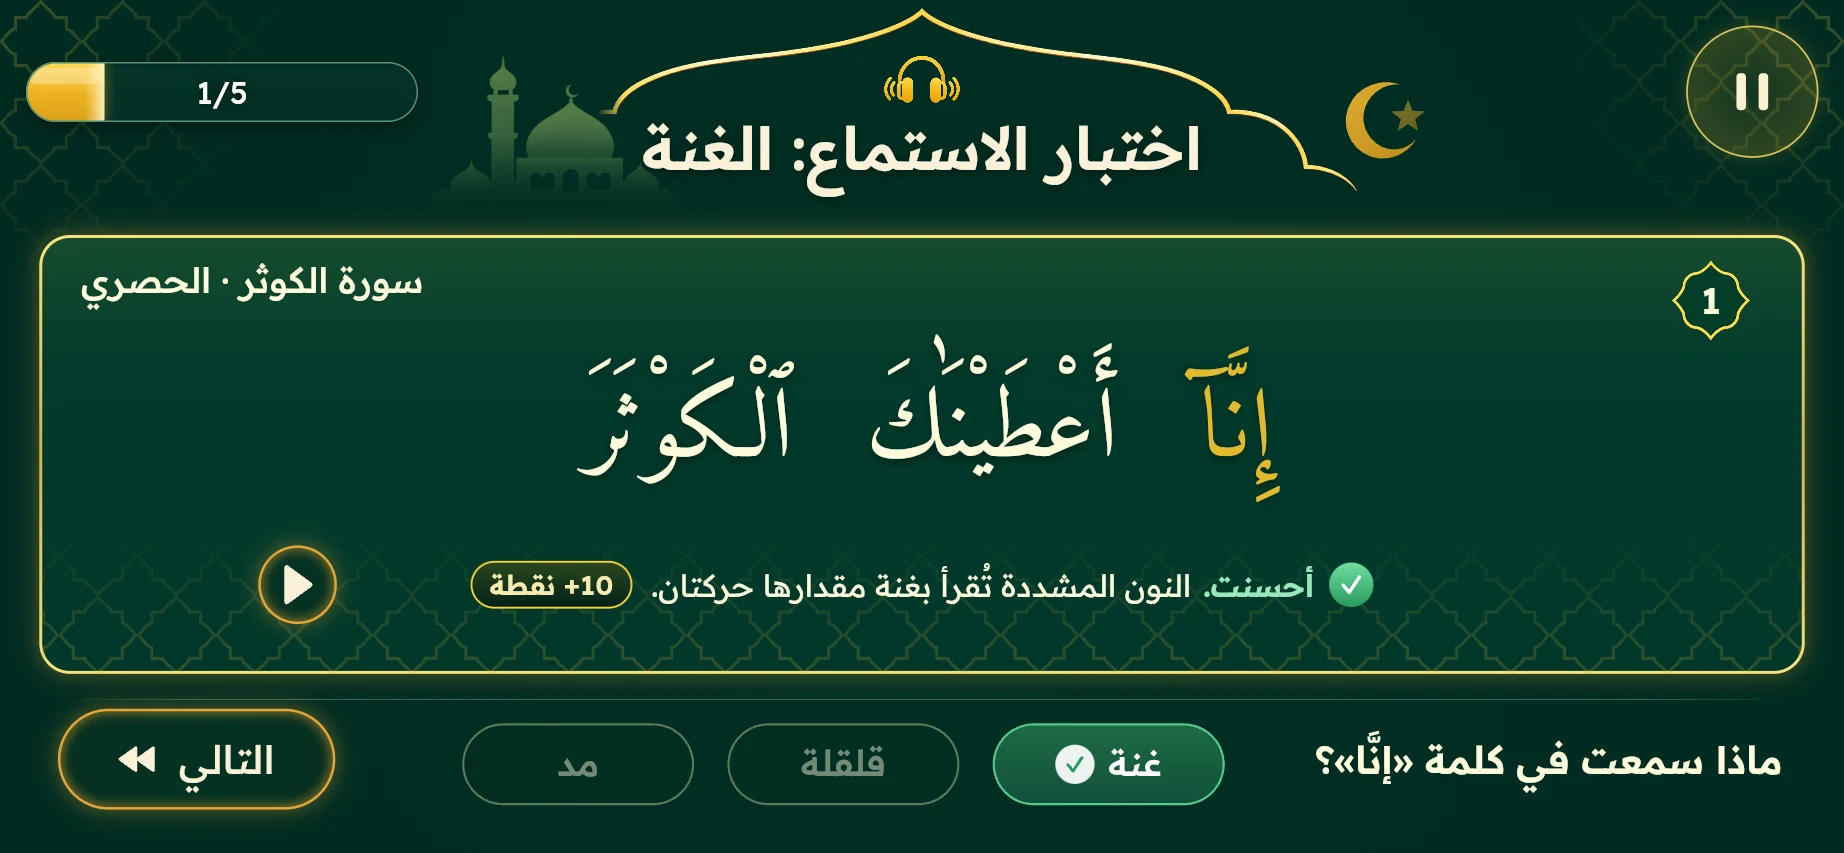 1/5
اختبار الاستماع: الغنة
1
سورة الكوثر · الحصري
إِنَّآ أَعْطَيْنَٰكَ ٱلْكَوْثَرَ
أحسنت. النون المشددة تُقرأ بغنة مقدارها حركتان. +10 نقطة
ماذا سمعت في كلمة «إنَّا»؟
غنة
قلقلة
مد
التالي